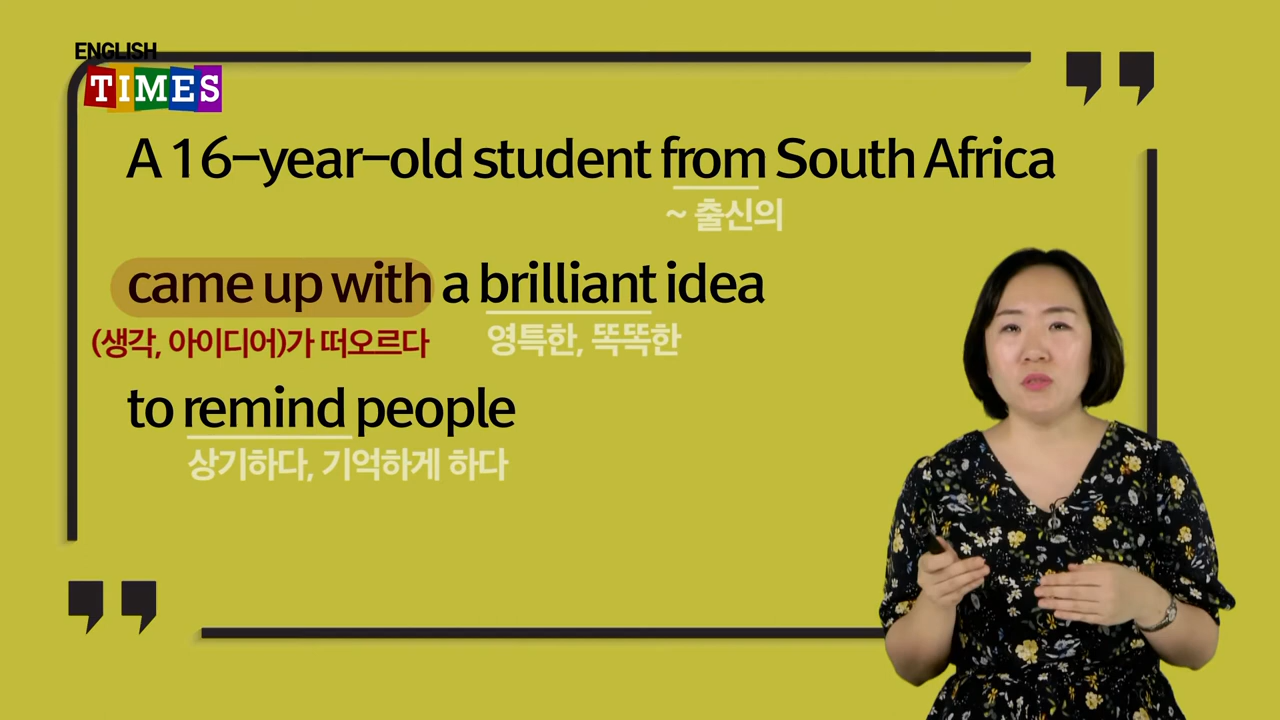 ENGLISH
TIMES
A 16-year-old student from South Africa
~ 출신의
came up with a brilliant idea
(생각, 아이디어)가 떠오르다 영특한, 똑똑한
to remind people
상기하다, 기억하게 하다